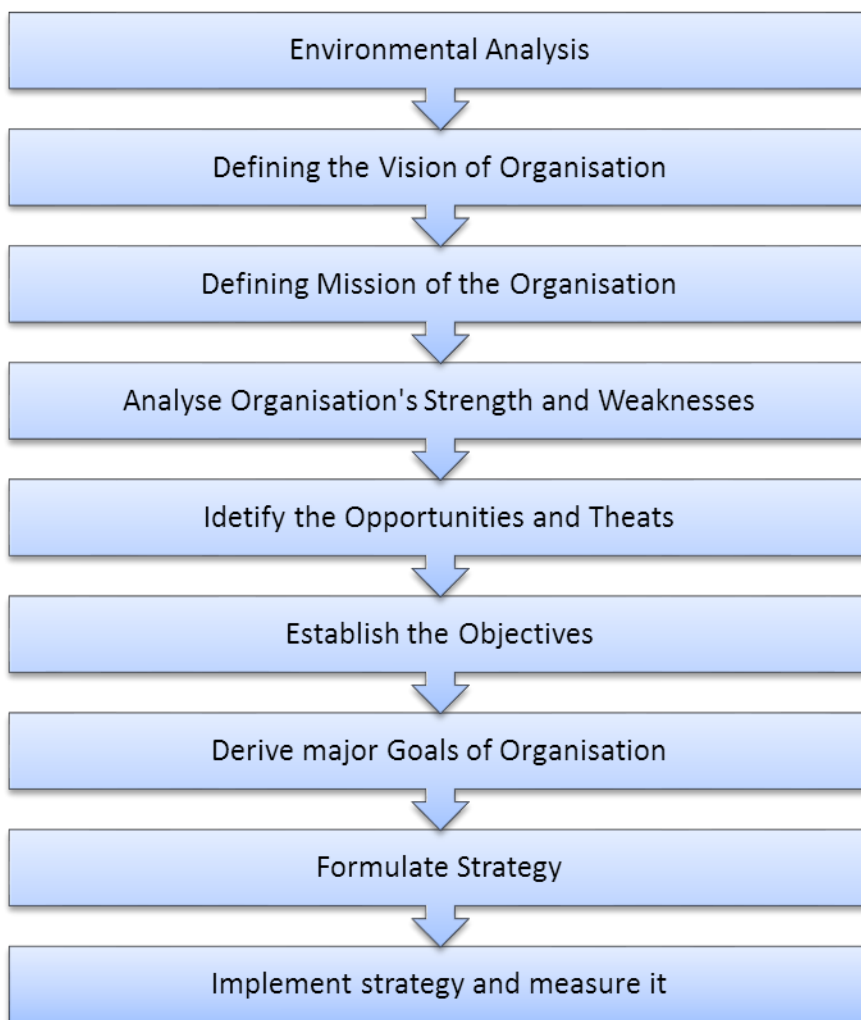 Environmental Analysis
Defining the Vision of Organisation
Defining Mission of the Organisation
Analyse Organisation's Strength and Weaknesses
Idetify the Opportunities and Theats
Establish the Objectives
Derive major Goals of Organisation
Formulate Strategy
Implement strategy and measure it